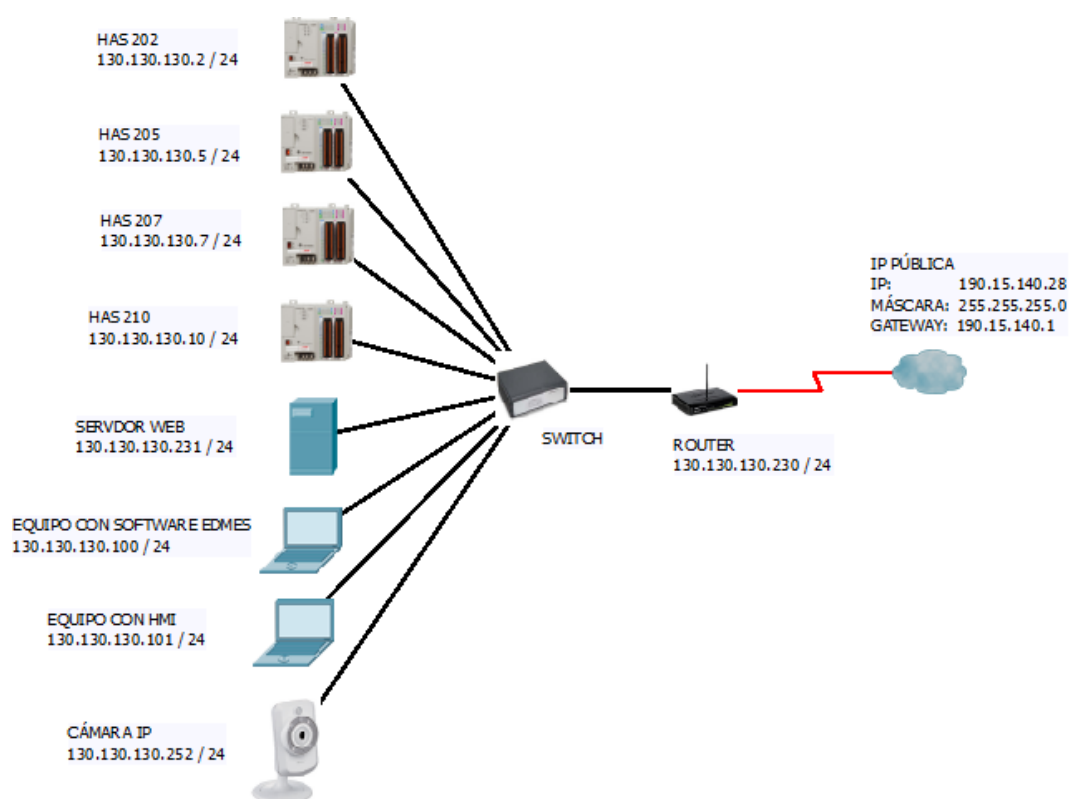 HAS 202
130.130.130.2 / 24
HAS 205
130.130.130.5 / 24
HAS 207
130.130.130.7 / 24
HAS 210
130.130.130.10 / 24
SERVDOR WEB
130.130.130.231 / 24
EQUIPO CON SOFTWARE EDMES
130.130.130.100 / 24
EQUIPO CON HMI
130.130.130.101 / 24
CÁMARA IP
130.130.130.252 / 24
SWITCH
ROUTER
130.130.130.230 / 24
IP PÚBLICA
IP: 190.15.140.28
MÁSCARA: 255.255.255.0
GATEWAY: 190.15.140.1